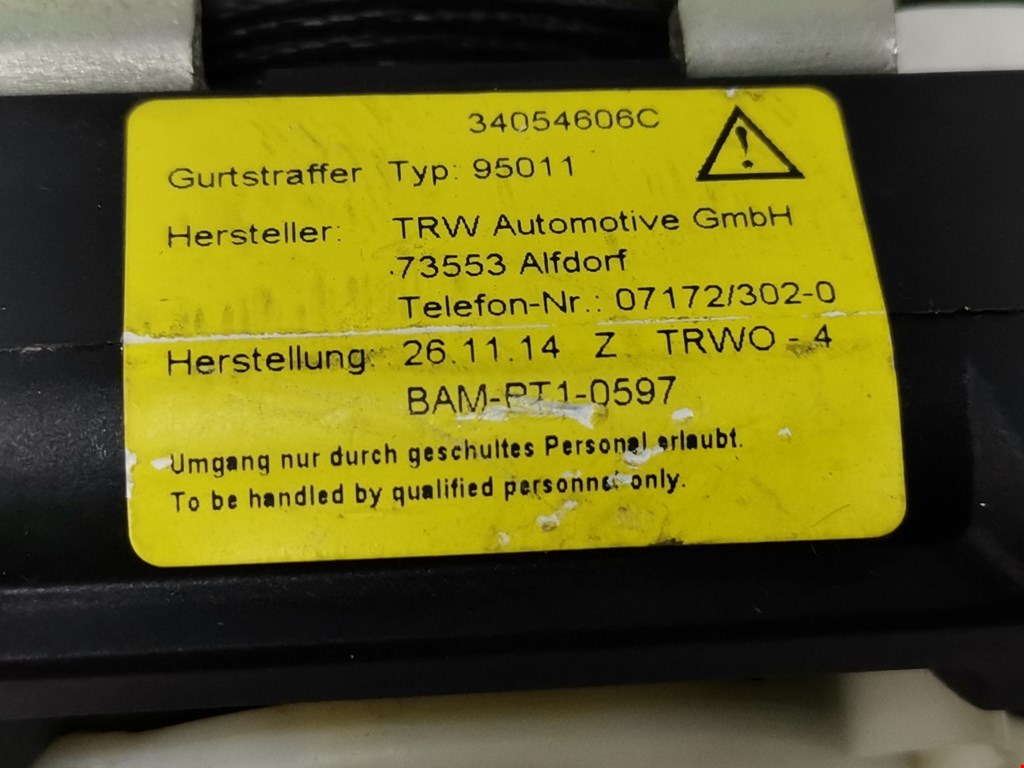 34054606C
Gurtstraffer Typ: 95011
Hersteller: TRW Automotive GmbH
73553 Alfdorf
Telefon-Nr.: 07172/302-0
Herstellung: 26.11.14 Z TRWO - 4
BAM-PT1-0597
Umgang nur durch geschultes Personal erlaubt.
To be handled by qualified personnel only.